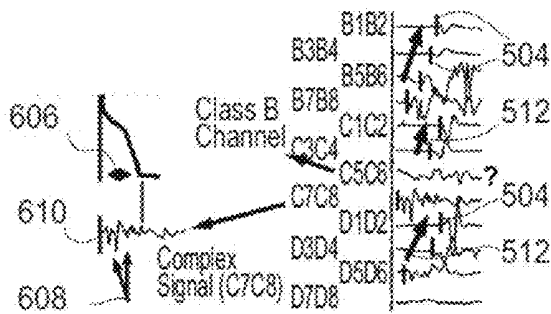 B1B2
504
B3B4
B5B6
B7B8
Class B
Channel
606
C1C2
512
C3C4
C5C6
?
610
C7C8
504
D1D2
Complex
Signal (C7C8)
D3D4
512
608
D5D6
D7D8